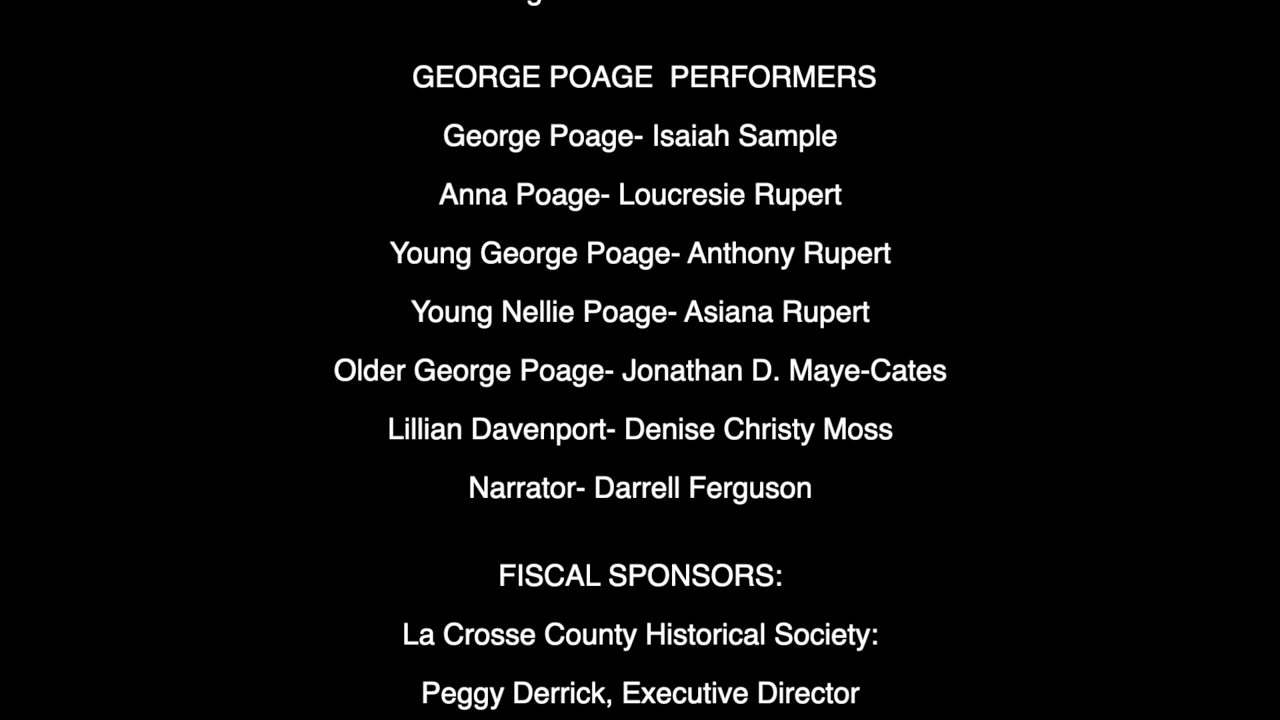 GEORGE POAGE  PERFORMERS
George Poage- Isaiah Sample
Anna Poage- Loucresie Rupert
Young George Poage- Anthony Rupert
Young Nellie Poage- Asiana Rupert
Older George Poage- Jonathan D. Maye-Cates
Lillian Davenport- Denise Christy Moss
Narrator- Darrell Ferguson
FISCAL SPONSORS:
La Crosse County Historical Society:
Peggy Derrick, Executive Director